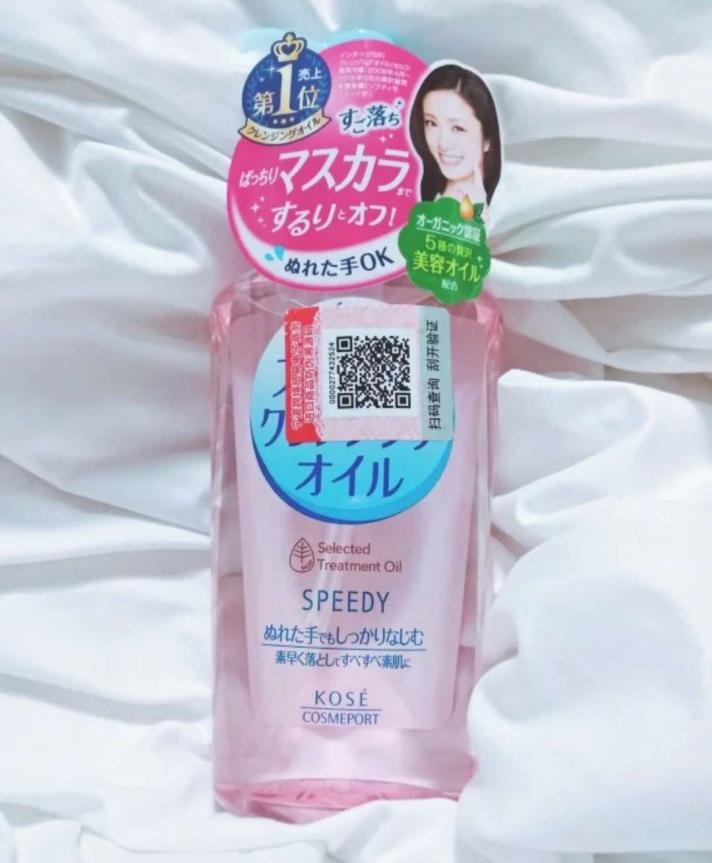 売上
第1位
クレンジングオイル
すご落ち
ぱっちりマスカラまで
するりとオフ!
ぬれた手OK
オーガニック認証
5種の贅沢
美容オイル
配合
0000277432524
扫码查询 刮开验证
オイル
Selected
Treatment Oil
SPEEDY
ぬれた手でもしっかりなじむ
素早く落としてすべすべ素肌に
KOSÉ
COSMEPORT